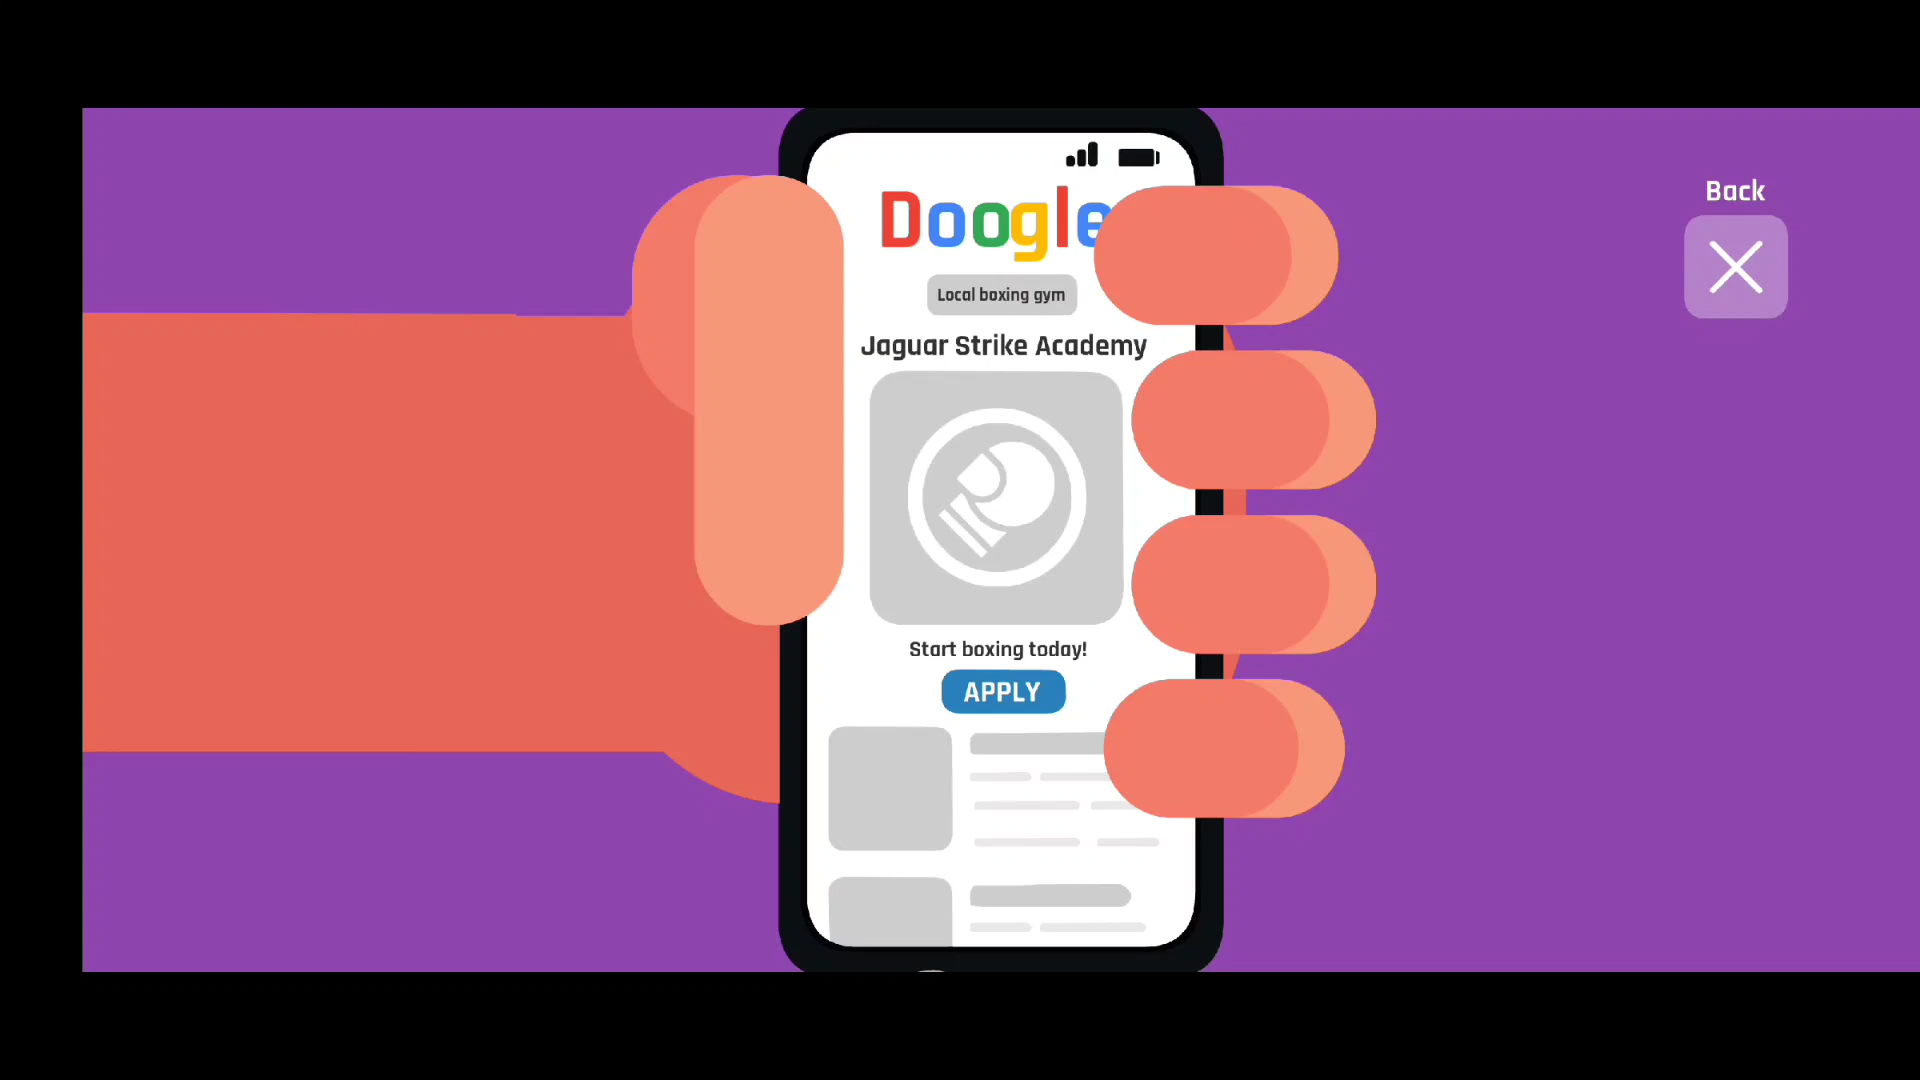 Doogle
Back
Local boxing gym
Jaguar Strike Academy
Start boxing today!
APPLY